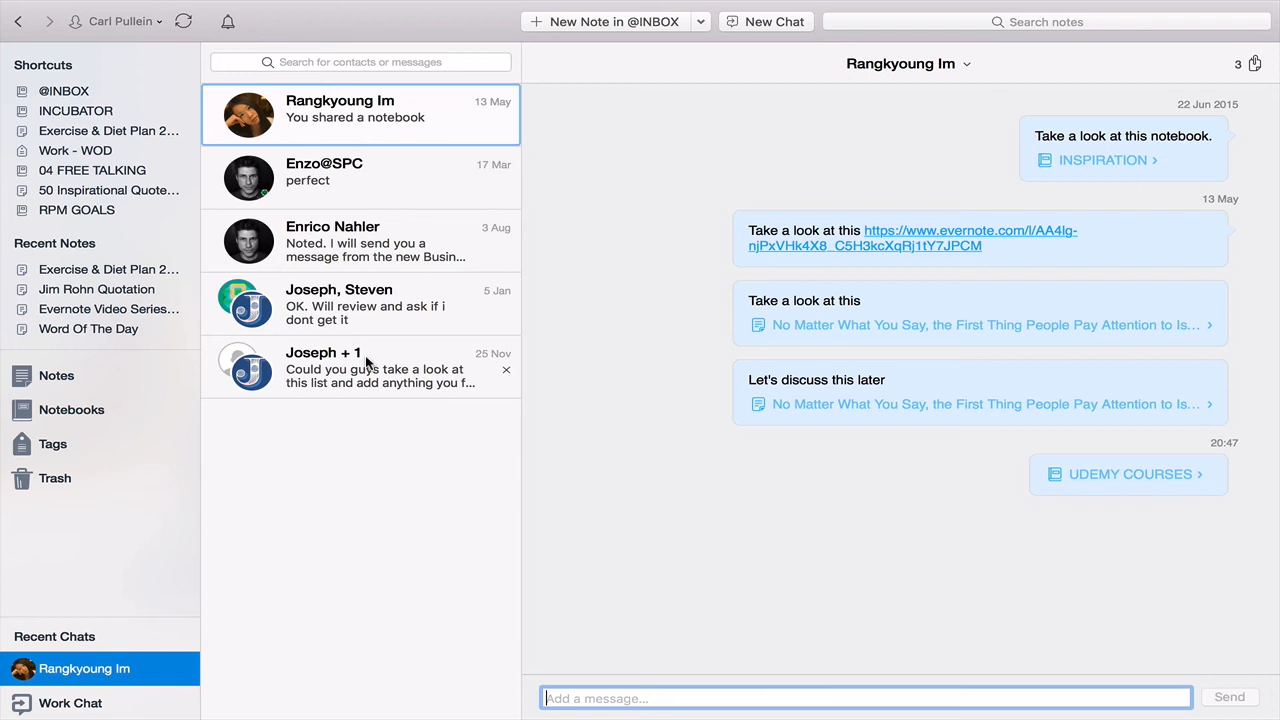 Carl Pullein
New Note in @INBOX
New Chat
Search notes
Shortcuts
@INBOX
INCUBATOR
Exercise & Diet Plan 2...
Work - WOD
04 FREE TALKING
50 Inspirational Quote...
RPM GOALS
Recent Notes
Exercise & Diet Plan 2...
Jim Rohn Quotation
Evernote Video Series...
Word Of The Day
Notes
Notebooks
Tags
Trash
Recent Chats
Rangkyoung Im
Work Chat
Search for contacts or messages
Rangkyoung Im 13 May
You shared a notebook
Enzo@SPC 17 Mar
perfect
Enrico Nahler 3 Aug
Noted. I will send you a
message from the new Busin...
Joseph, Steven 5 Jan
OK. Will review and ask if i
dont get it
Joseph + 1 25 Nov
Could you guys take a look at
this list and add anything you f...
Rangkyoung Im
3
22 Jun 2015
Take a look at this notebook.
INSPIRATION >
13 May
Take a look at this https://www.evernote.com/l/AA4Ig-
njPxVHk4X8_C5H3kcXqRj1tY7JPCM
Take a look at this
No Matter What You Say, the First Thing People Pay Attention to Is... >
Let's discuss this later
No Matter What You Say, the First Thing People Pay Attention to Is... >
20:47
UDEMY COURSES >
Add a message...
Send